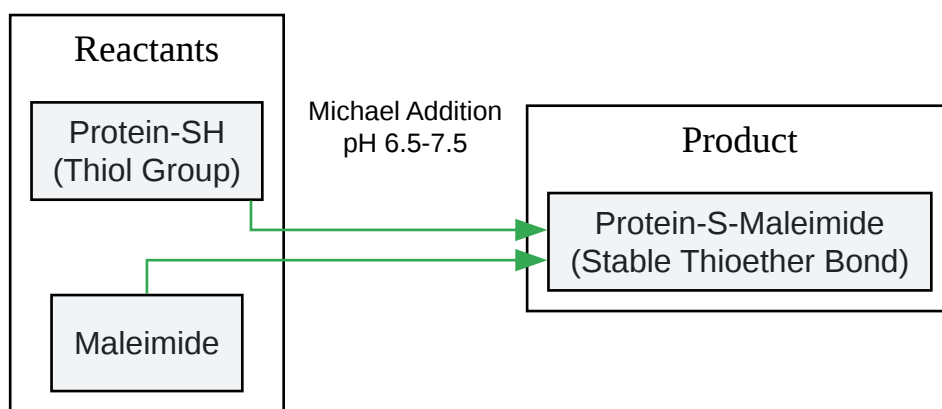 Reactants
Protein-SH
(Thiol Group)
Maleimide
Michael Addition
pH 6.5-7.5
Product
Protein-S-Maleimide
(Stable Thioether Bond)